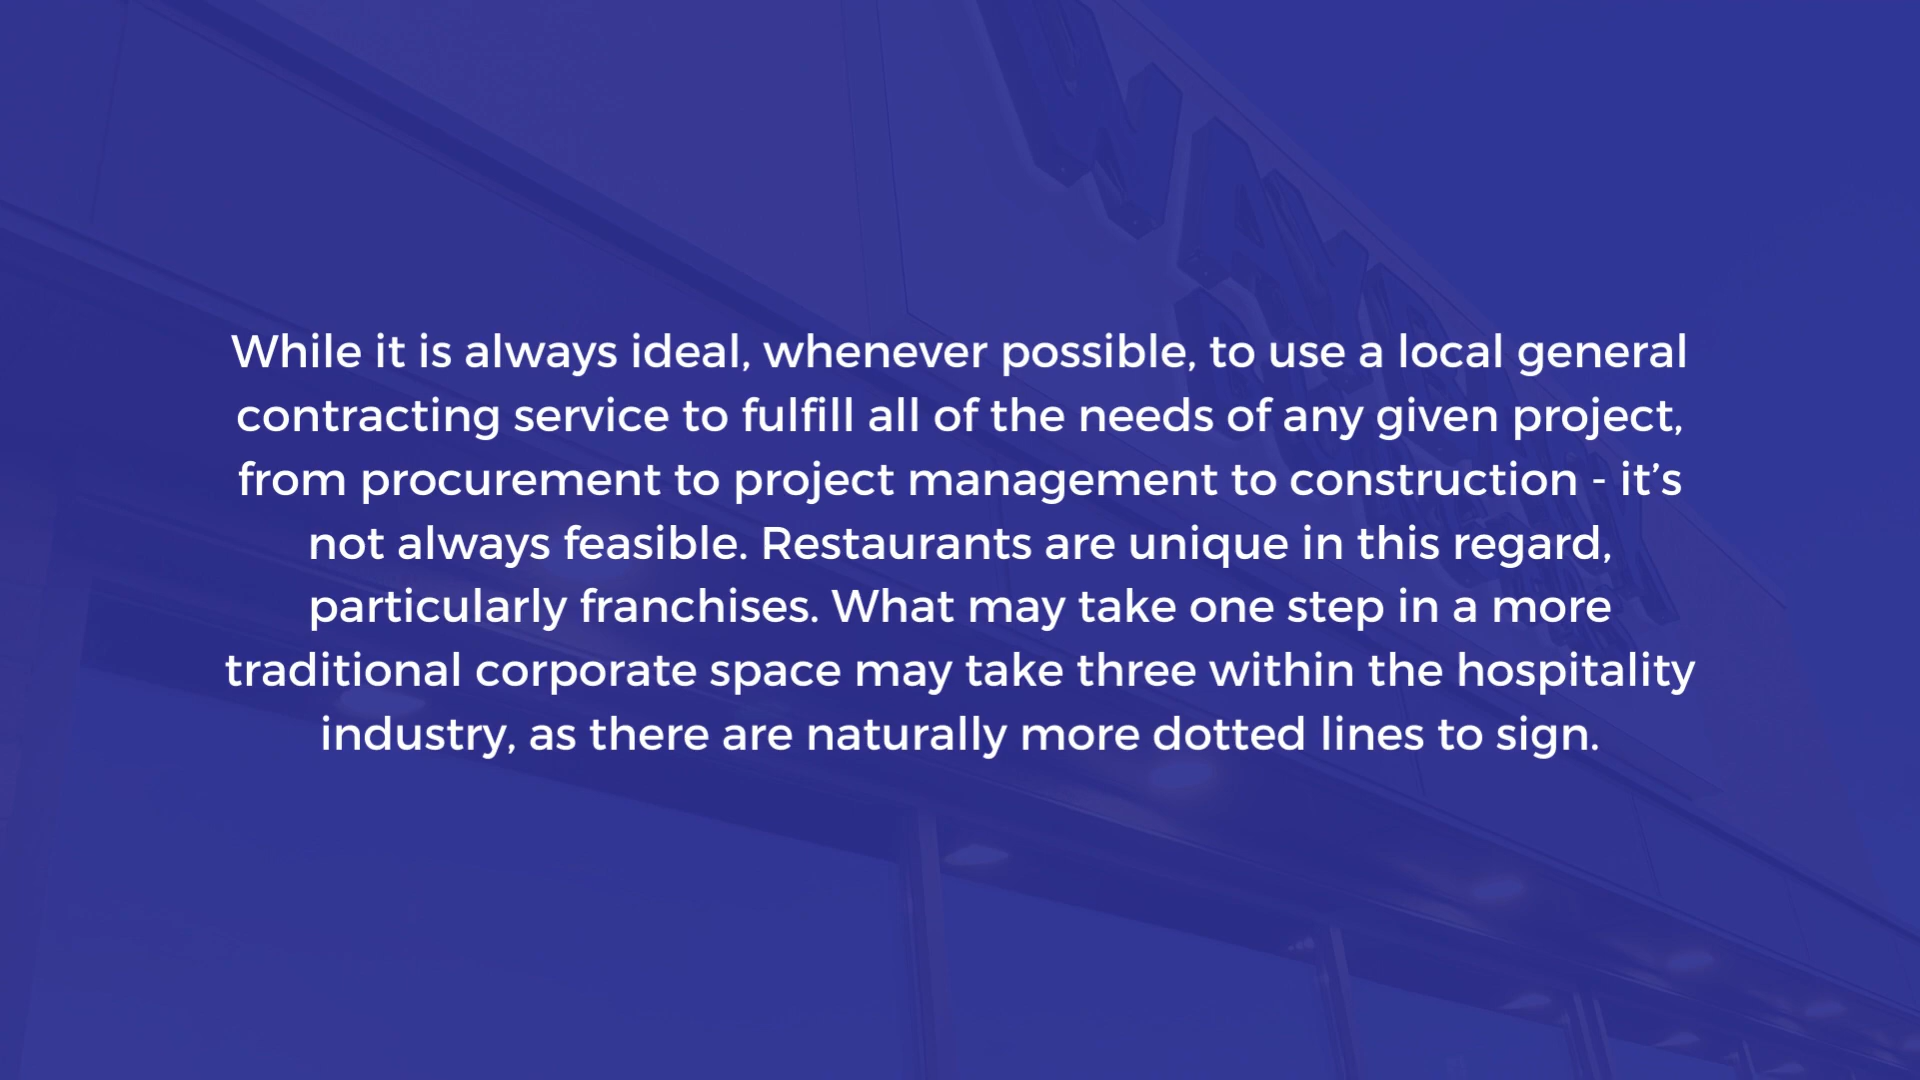 While it is always ideal, whenever possible, to use a local general
contracting service to fulfill all of the needs of any given project,
from procurement to project management to construction - it’s
not always feasible. Restaurants are unique in this regard,
particularly franchises. What may take one step in a more
traditional corporate space may take three within the hospitality
industry, as there are naturally more dotted lines to sign.